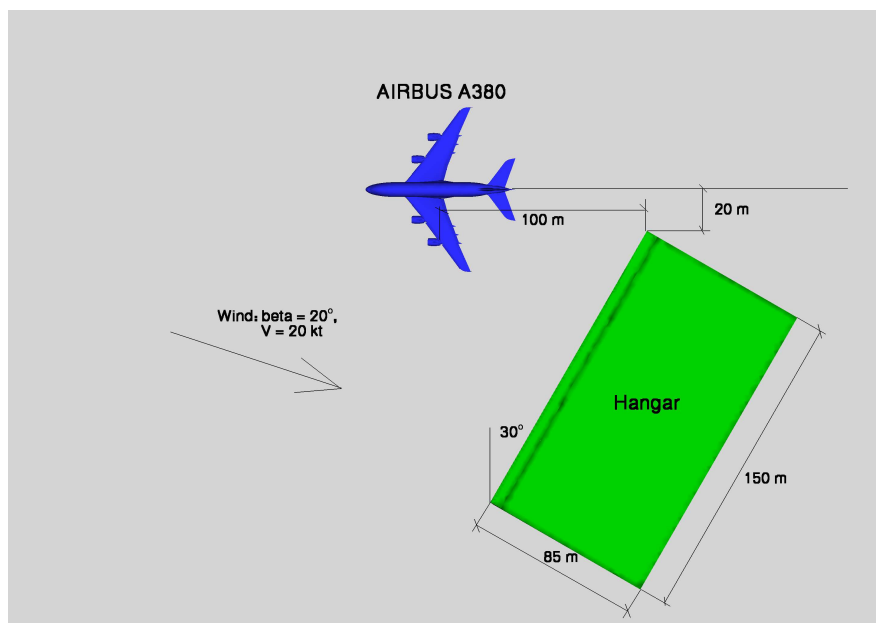 AIRBUS A380
20 m
100 m
Wind: beta = 20°,
V = 20 kt
Hangar
30°
150 m
85 m